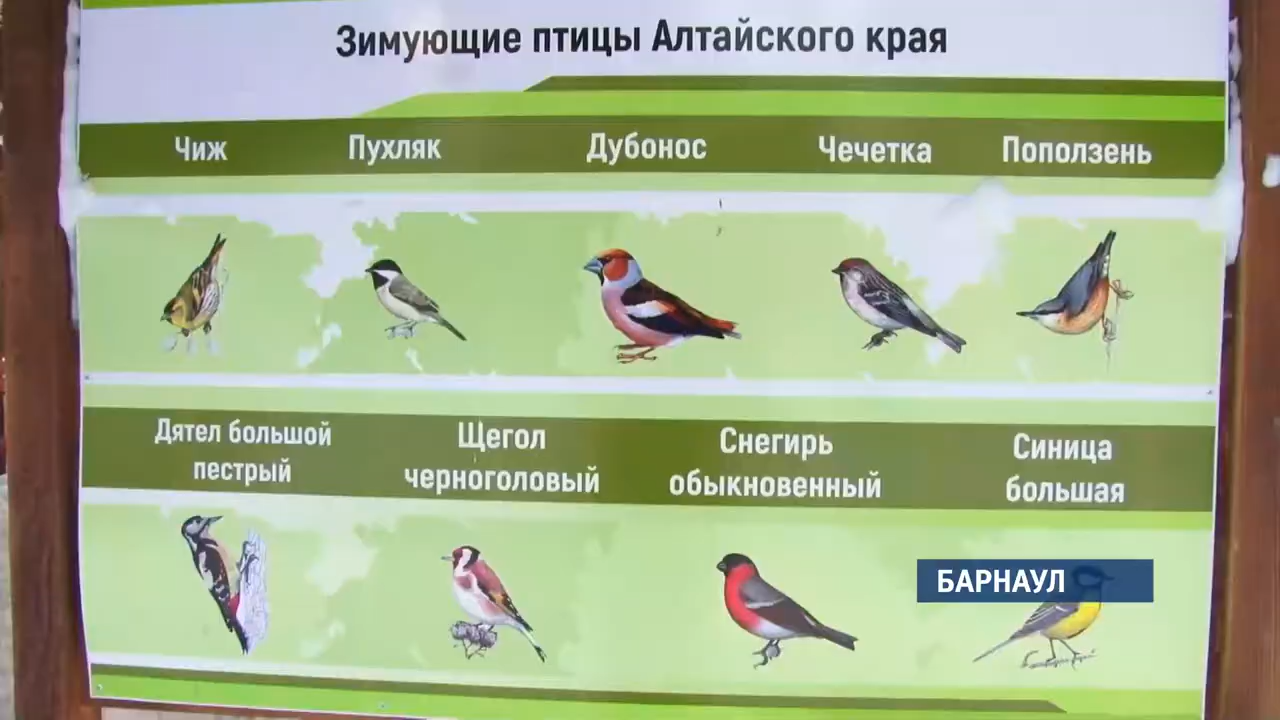 Зимующие птицы Алтайского края
Чиж Пухляк Дубонос Чечетка Поползень
Дятел большой
пестрый
Щегол
черноголовый
Снегирь
обыкновенный
Синица
большая
БАРНАУЛ